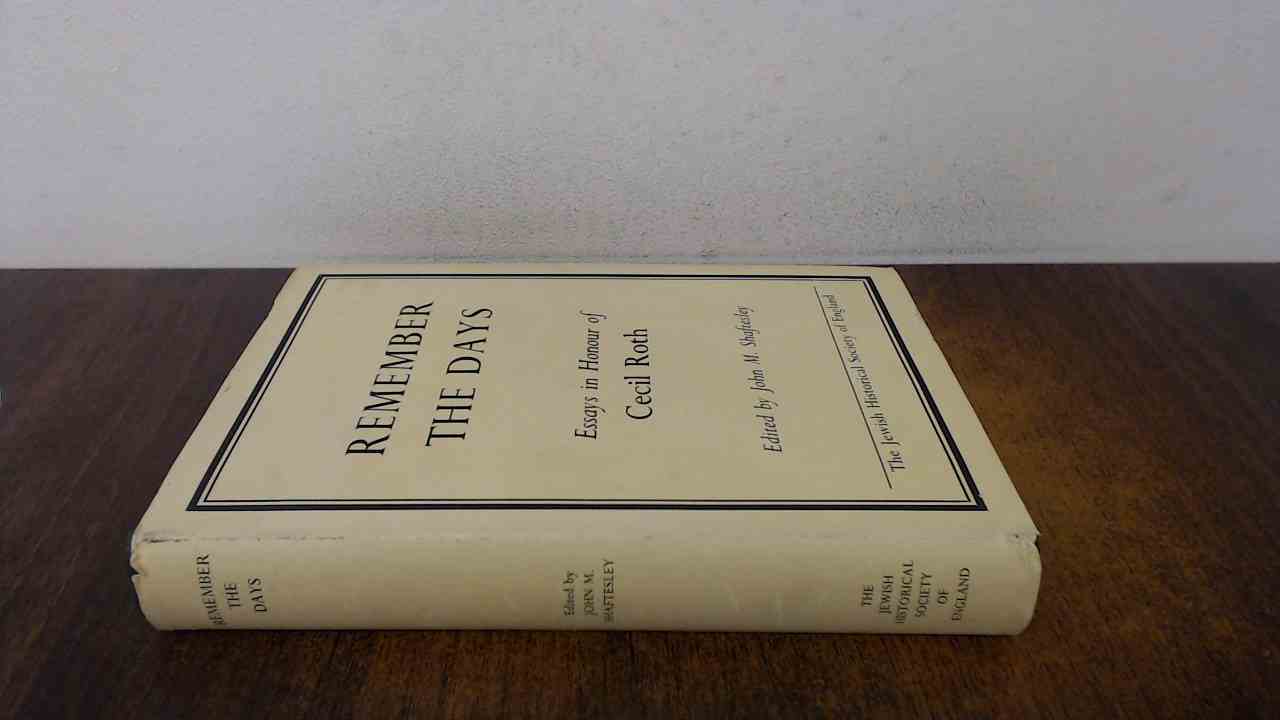 REMEMBER
THE DAYS
Essays in Honour of
Cecil Roth
Edited by John M. Shaftesley
The Jewish Historical Society of England
REMEMBER
THE
DAYS
Edited by
JOHN M.
SHAFTESLEY
THE
JEWISH
HISTORICAL
SOCIETY
OF
ENGLAND